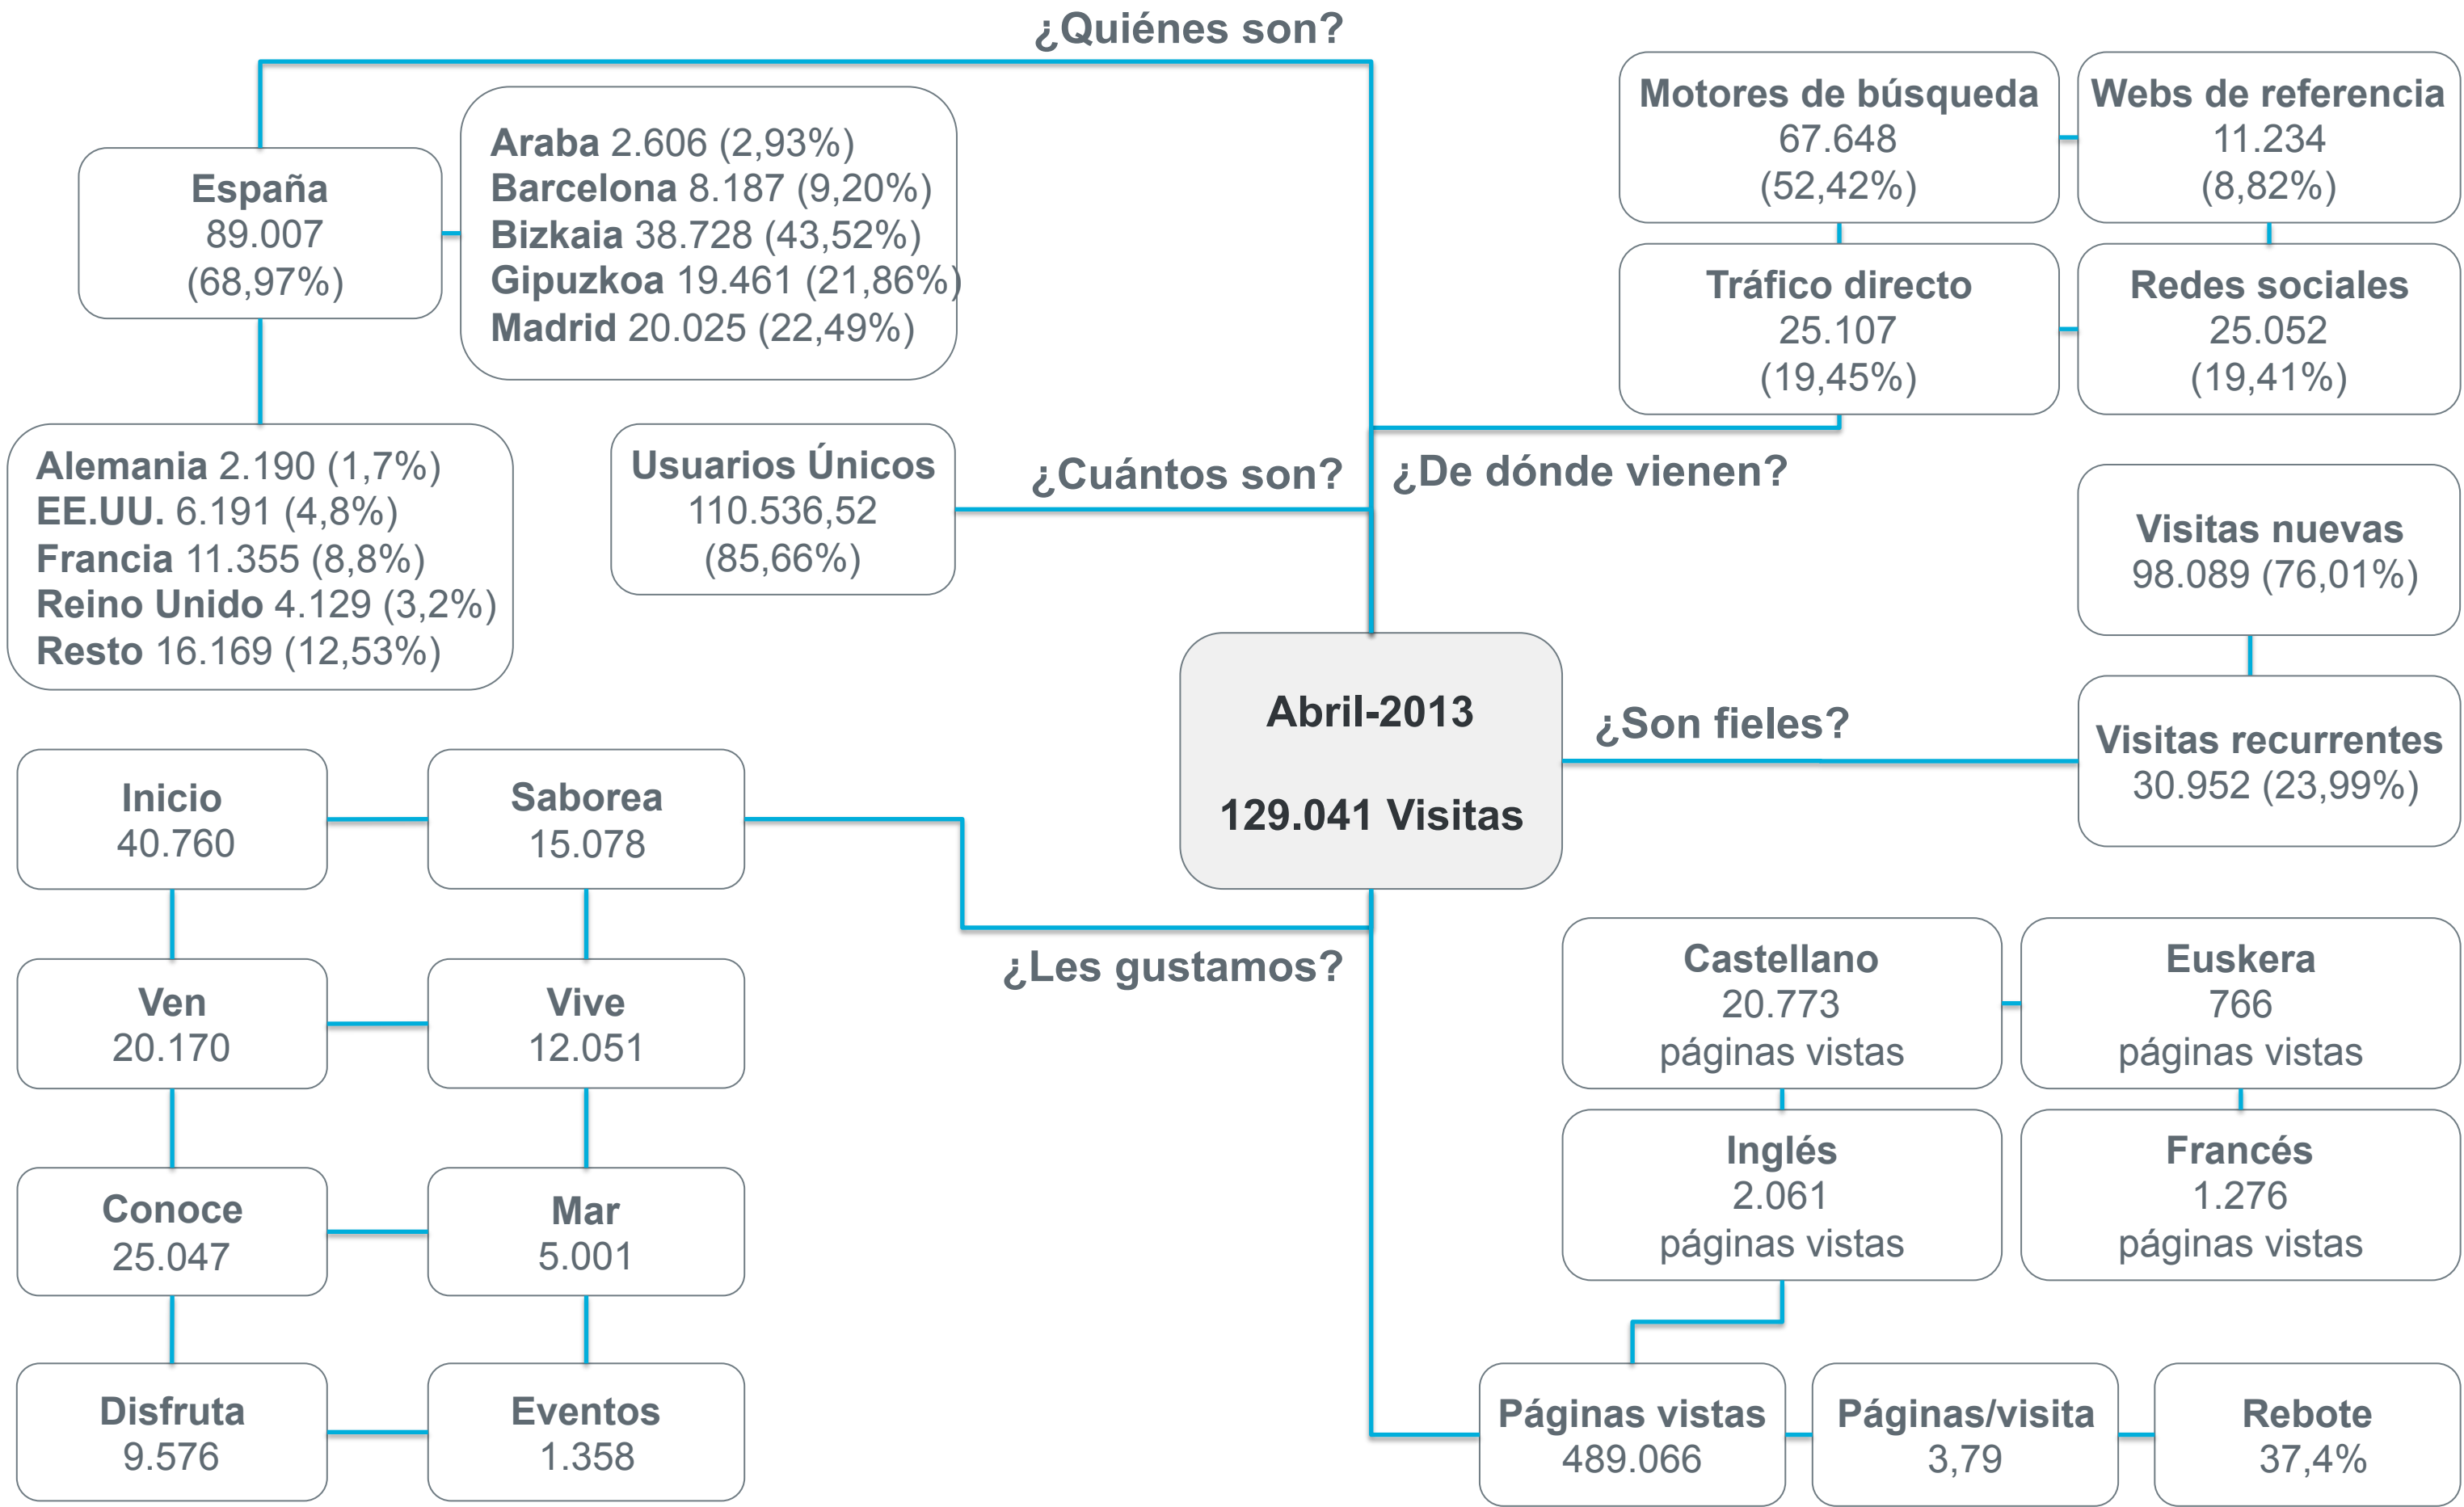 ¿Quiénes son?
España
89.007
(68,97%)
Araba 2.606 (2,93%)
Barcelona 8.187 (9,20%)
Bizkaia 38.728 (43,52%)
Gipuzkoa 19.461 (21,86%)
Madrid 20.025 (22,49%)
Alemania 2.190 (1,7%)
EE.UU. 6.191 (4,8%)
Francia 11.355 (8,8%)
Reino Unido 4.129 (3,2%)
Resto 16.169 (12,53%)
Usuarios Únicos
110.536,52
(85,66%)
¿Cuántos son?
¿De dónde vienen?
Motores de búsqueda
67.648
(52,42%)
Webs de referencia
11.234
(8,82%)
Tráfico directo
25.107
(19,45%)
Redes sociales
25.052
(19,41%)
Visitas nuevas
98.089 (76,01%)
Abril-2013
129.041 Visitas
¿Son fieles?
Visitas recurrentes
30.952 (23,99%)
Inicio
40.760
Saborea
15.078
Ven
20.170
Vive
12.051
Conoce
25.047
Mar
5.001
Disfruta
9.576
Eventos
1.358
¿Les gustamos?
Castellano
20.773
páginas vistas
Euskera
766
páginas vistas
Inglés
2.061
páginas vistas
Francés
1.276
páginas vistas
Páginas vistas
489.066
Páginas/visita
3,79
Rebote
37,4%